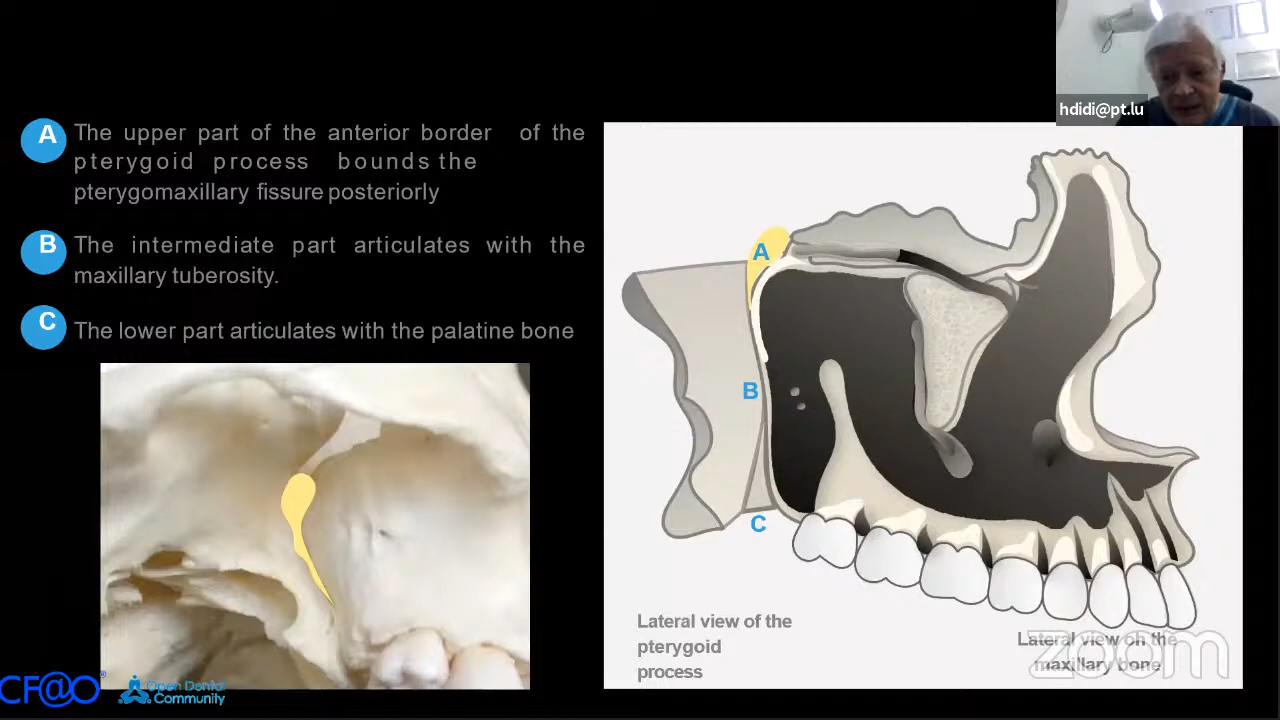 hdidi@pt.lu
A The upper part of the anterior border of the
pterygoid process bounds the
pterygomaxillary fissure posteriorly
B The intermediate part articulates with the
maxillary tuberosity.
C The lower part articulates with the palatine bone
A
B
C
Lateral view of the
pterygoid
process
Lateral view on the
maxillary bone
zoom
CF@O
Open Dental
Community